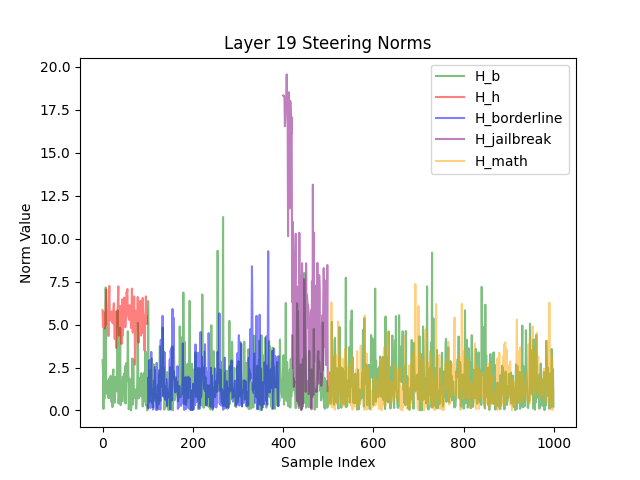 Layer 19 Steering Norms
20.0
17.5
15.0
12.5
10.0
7.5
5.0
2.5
0.0
Norm Value
H_b
H_h
H_borderline
H_jailbreak
H_math
0 200 400 600 800 1000
Sample Index